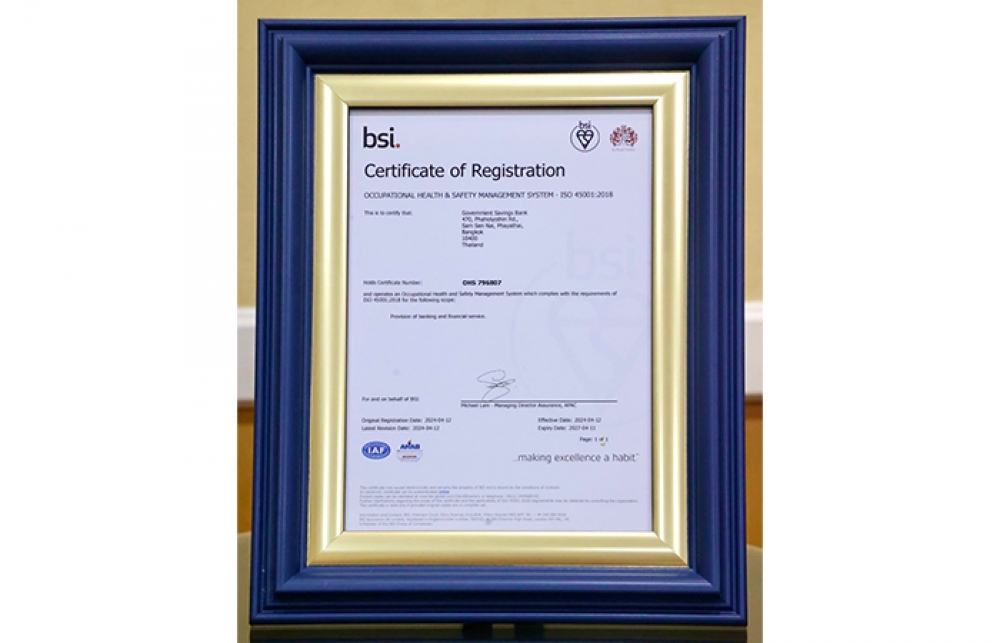 bsi.
bsi
Certificate of Registration
OCCUPATIONAL HEALTH & SAFETY MANAGEMENT SYSTEM - ISO 45001:2018
This is to certify that:
Government Savings Bank
470, Phaholyothin Rd.,
Sam Sen Nai, Phayathai,
Bangkok
10400
Thailand
bsi
Holds Certificate Number:
OHS 796807
and operates an Occupational Health and Safety Management System which complies with the requirements of
ISO 45001:2018 for the following scope:
Provision of banking and financial service.
For and on behalf of BSI:
Michael Lam - Managing Director Assurance, APAC
Original Registration Date: 2024-04-12
Effective Date: 2024-04-12
Latest Revision Date: 2024-04-12
Expiry Date: 2027-04-11
Page: 1 of 1
IAF
ANAB
...making excellence a habit.™